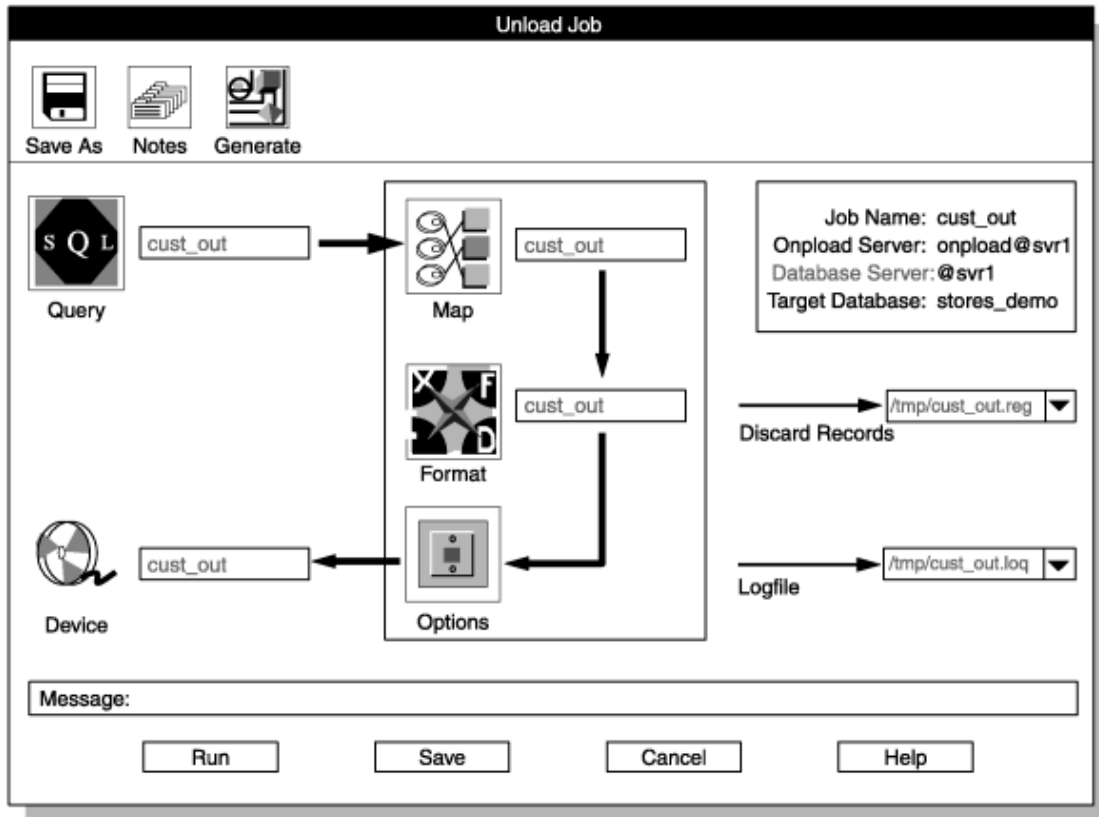 Unload Job
Save As Notes Generate
S Q L
cust_out
Query
cust_out
Map
Job Name: cust_out
Onpload Server: onpload@svr1
Database Server: @svr1
Target Database: stores_demo
X F
D
cust_out
Format
/tmp/cust_out.reg
Discard Records
Device
cust_out
Options
/tmp/cust_out.loq
Logfile
Message:
Run Save Cancel Help